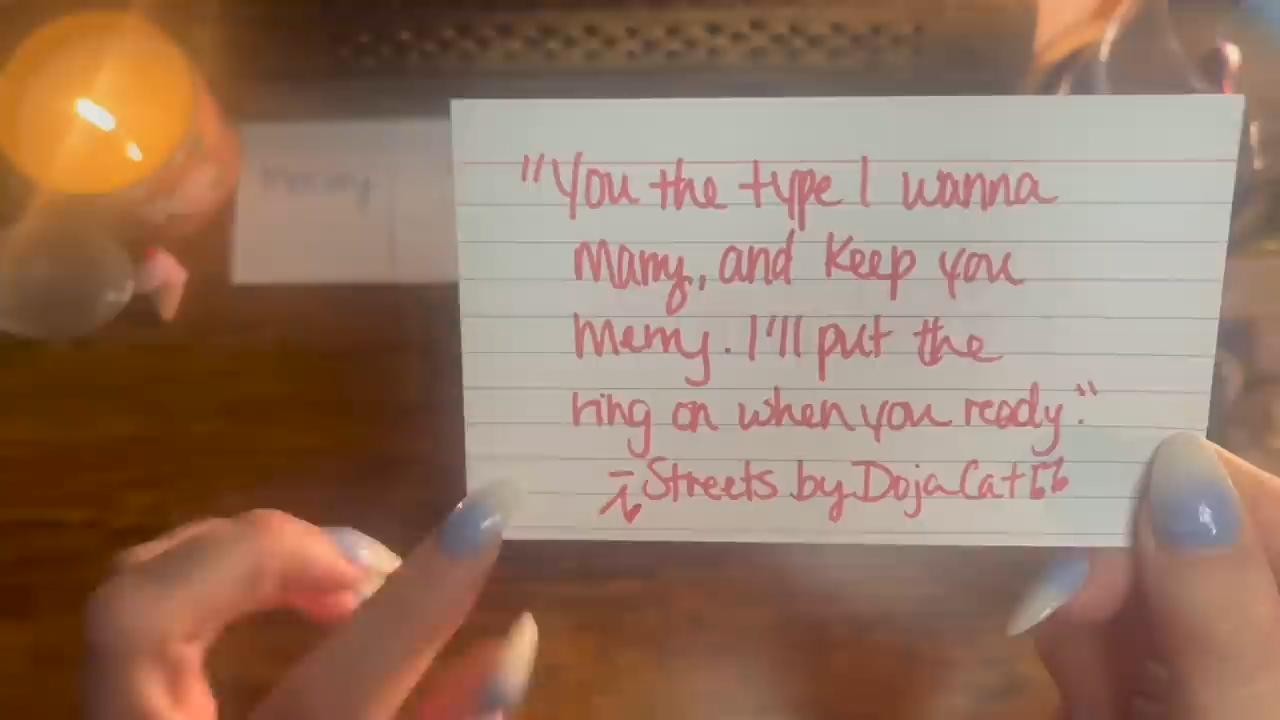 "You the type I wanna
marry, and keep you
merry. I'll put the
ring on when you ready."
Streets by Doja Cat